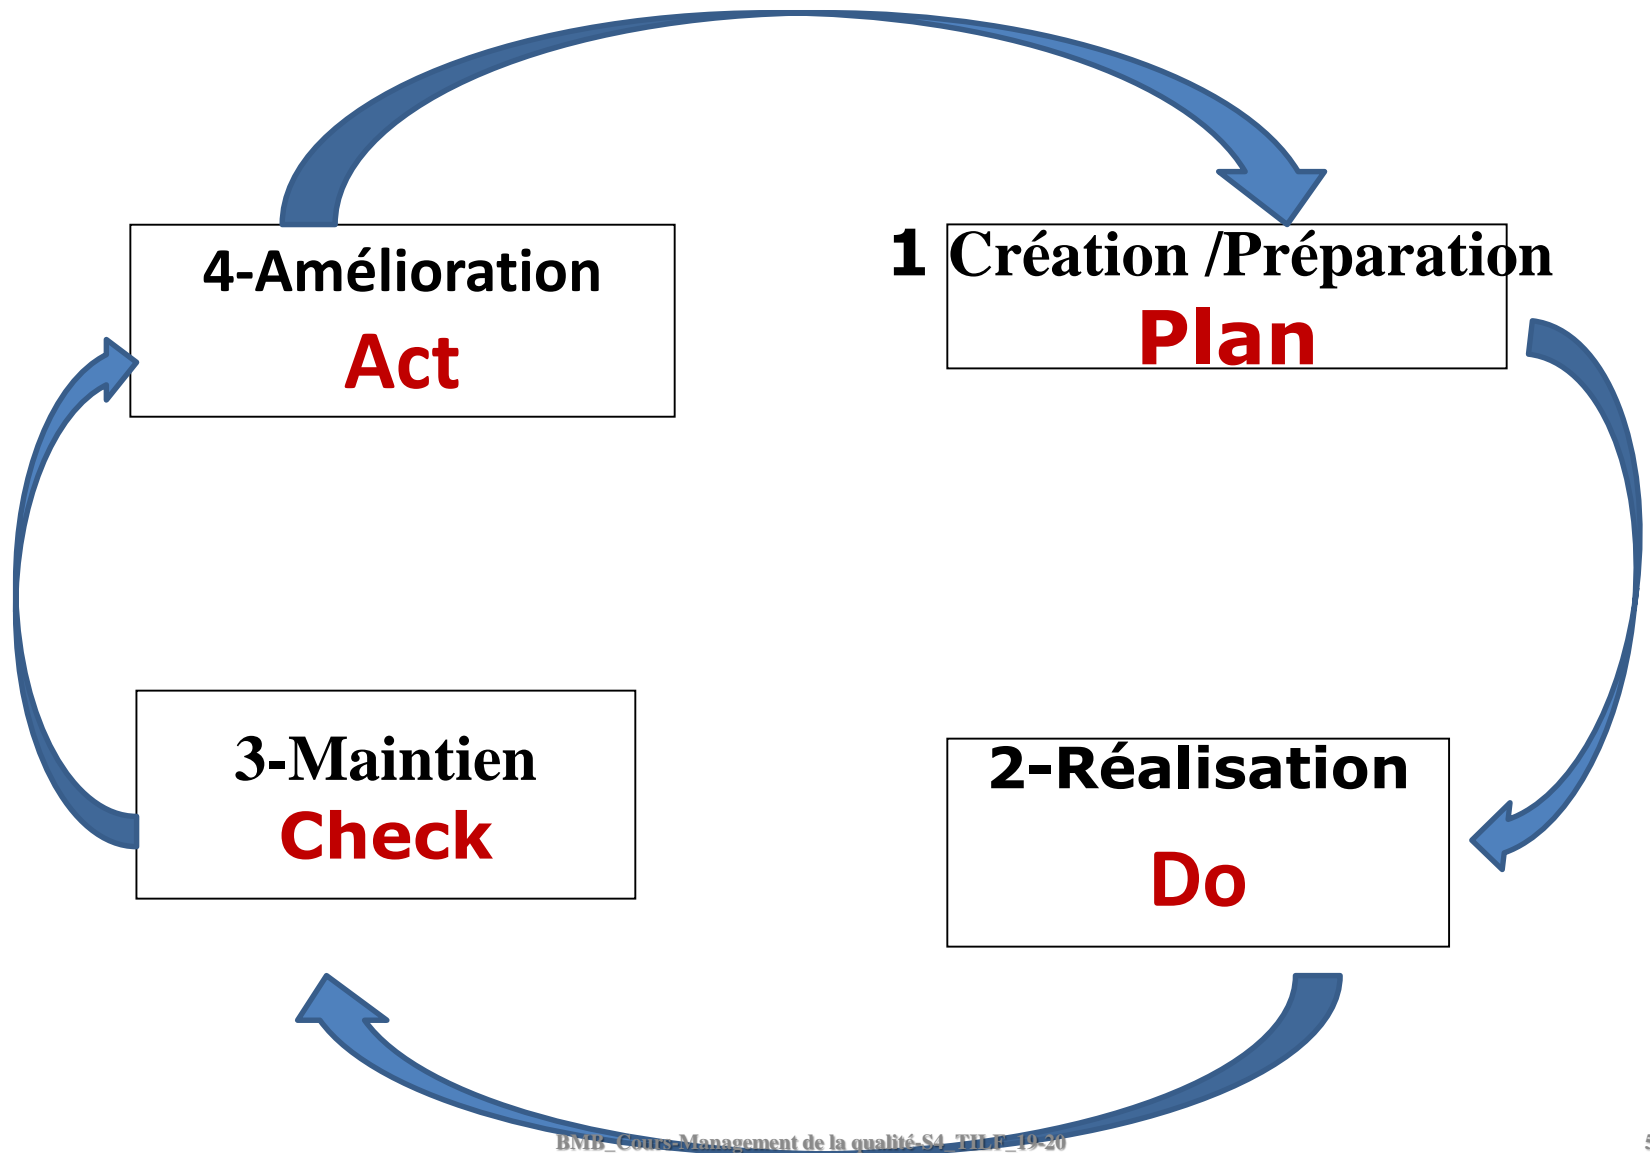 4-Amélioration
Act
1 Création /Préparation
Plan
3-Maintien
Check
2-Réalisation
Do
BMB_Cours-Management de la qualité-S4_TILF_19-20